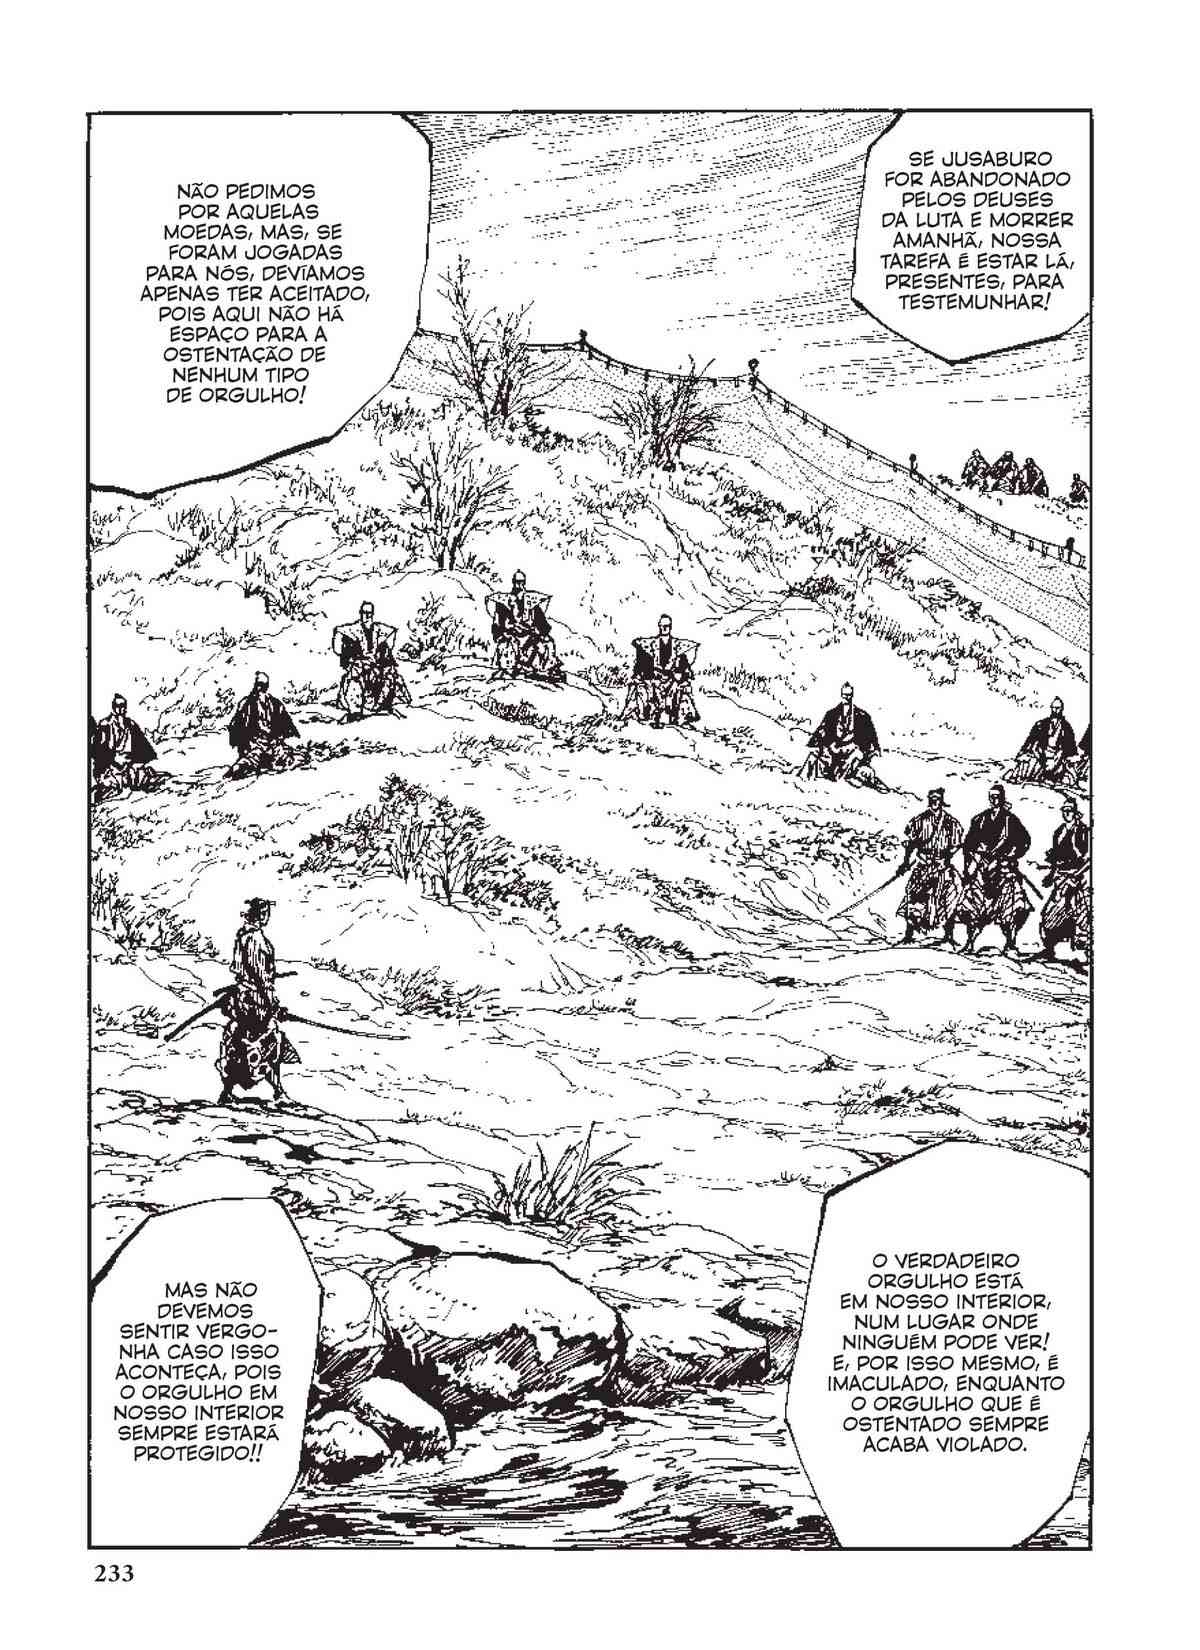 SE JUSABURO
FOR ABANDONADO
PELOS DEUSES
DA LUTA E MORRER
AMANHÃ, NOSSA
TAREFA É ESTAR LÁ,
PRESENTES, PARA
TESTEMUNHAR!
NÃO PEDIMOS
POR AQUELAS
MOEDAS, MAS, SE
FORAM JOGADAS
PARA NÓS, DEVÍAMOS
APENAS TER ACEITADO,
POIS AQUI NÃO HÁ
ESPAÇO PARA A
OSTENTAÇÃO DE
NENHUM TIPO
DE ORGULHO!
O VERDADEIRO
ORGULHO ESTÁ
EM NOSSO INTERIOR,
NUM LUGAR ONDE
NINGUÉM PODE VER!
E, POR ISSO MESMO, É
IMACULADO, ENQUANTO
O ORGULHO QUE É
OSTENTADO SEMPRE
ACABA VIOLADO.
MAS NÃO
DEVEMOS
SENTIR VERGO-
NHA CASO ISSO
ACONTEÇA, POIS
O ORGULHO EM
NOSSO INTERIOR
SEMPRE ESTARÁ
PROTEGIDO!!
233